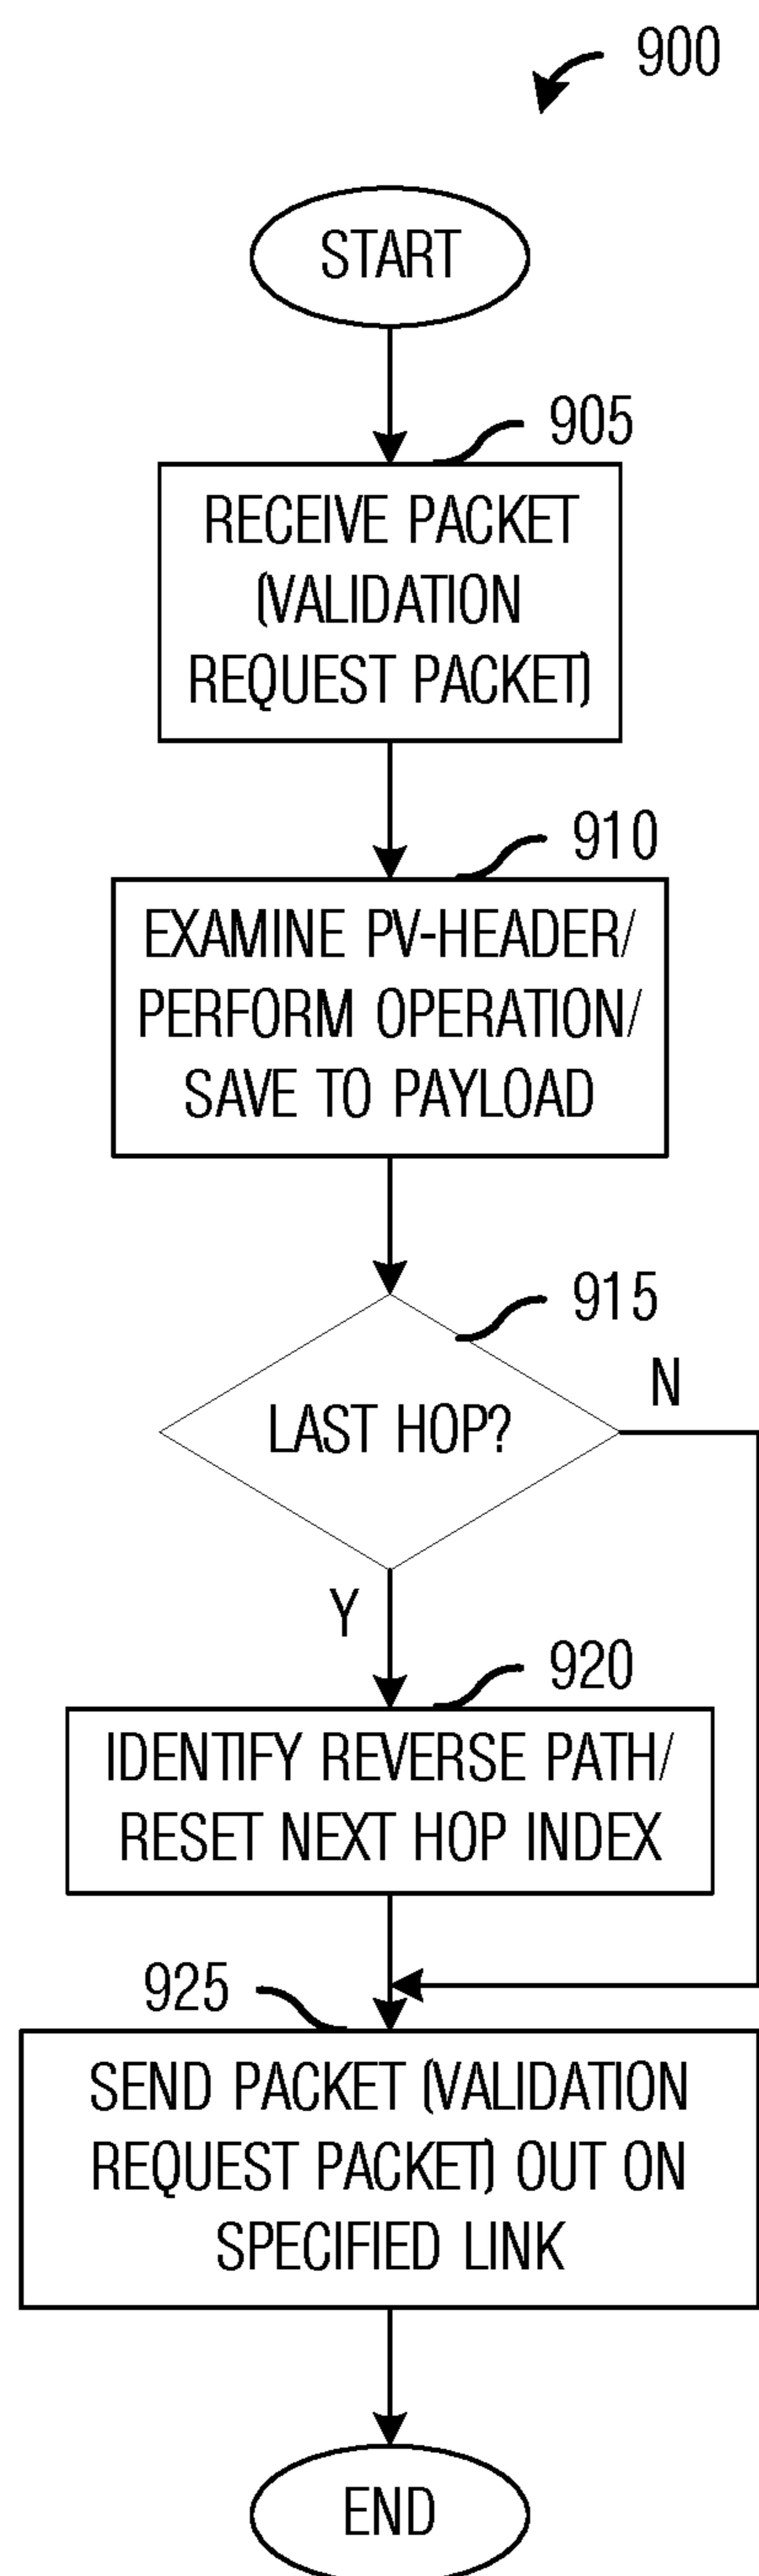 900
START
905
RECEIVE PACKET
(VALIDATION
REQUEST PACKET)
910
EXAMINE PV-HEADER/
PERFORM OPERATION/
SAVE TO PAYLOAD
915
LAST HOP?
N
Y
920
IDENTIFY REVERSE PATH/
RESET NEXT HOP INDEX
925
SEND PACKET (VALIDATION
REQUEST PACKET) OUT ON
SPECIFIED LINK
END